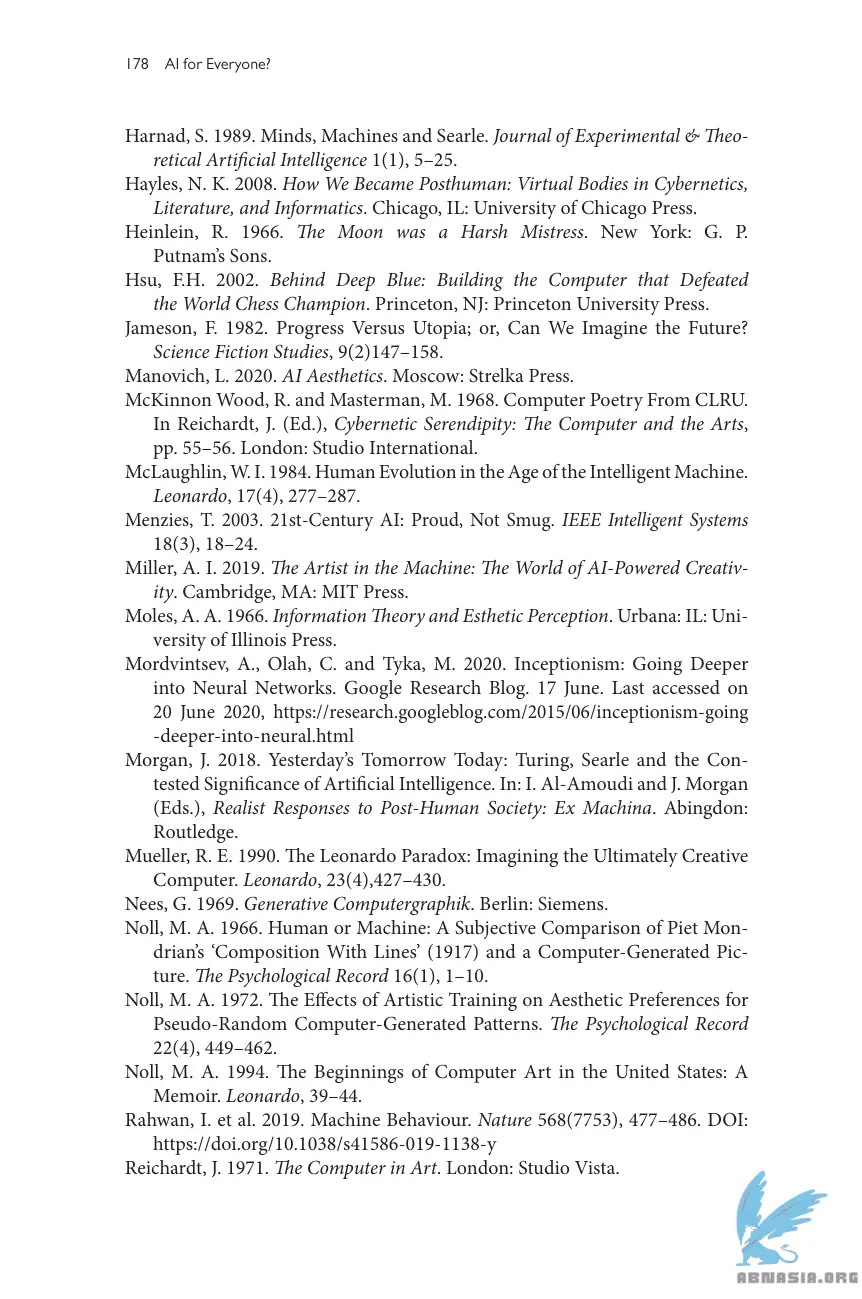 178 AI for Everyone?
Harnad, S. 1989. Minds, Machines and Searle. Journal of Experimental & Theo-
retical Artificial Intelligence 1(1), 5–25.
Hayles, N. K. 2008. How We Became Posthuman: Virtual Bodies in Cybernetics,
Literature, and Informatics. Chicago, IL: University of Chicago Press.
Heinlein, R. 1966. The Moon was a Harsh Mistress. New York: G. P.
Putnam’s Sons.
Hsu, F.H. 2002. Behind Deep Blue: Building the Computer that Defeated
the World Chess Champion. Princeton, NJ: Princeton University Press.
Jameson, F. 1982. Progress Versus Utopia; or, Can We Imagine the Future?
Science Fiction Studies, 9(2)147–158.
Manovich, L. 2020. AI Aesthetics. Moscow: Strelka Press.
McKinnon Wood, R. and Masterman, M. 1968. Computer Poetry From CLRU.
In Reichardt, J. (Ed.), Cybernetic Serendipity: The Computer and the Arts,
pp. 55–56. London: Studio International.
McLaughlin, W. I. 1984. Human Evolution in the Age of the Intelligent Machine.
Leonardo, 17(4), 277–287.
Menzies, T. 2003. 21st-Century AI: Proud, Not Smug. IEEE Intelligent Systems
18(3), 18–24.
Miller, A. I. 2019. The Artist in the Machine: The World of AI-Powered Creativ-
ity. Cambridge, MA: MIT Press.
Moles, A. A. 1966. Information Theory and Esthetic Perception. Urbana: IL: Uni-
versity of Illinois Press.
Mordvintsev, A., Olah, C. and Tyka, M. 2020. Inceptionism: Going Deeper
into Neural Networks. Google Research Blog. 17 June. Last accessed on
20 June 2020, https://research.googleblog.com/2015/06/inceptionism-going
-deeper-into-neural.html
Morgan, J. 2018. Yesterday’s Tomorrow Today: Turing, Searle and the Con-
tested Significance of Artificial Intelligence. In: I. Al-Amoudi and J. Morgan
(Eds.), Realist Responses to Post-Human Society: Ex Machina. Abingdon:
Routledge.
Mueller, R. E. 1990. The Leonardo Paradox: Imagining the Ultimately Creative
Computer. Leonardo, 23(4),427–430.
Nees, G. 1969. Generative Computergraphik. Berlin: Siemens.
Noll, M. A. 1966. Human or Machine: A Subjective Comparison of Piet Mon-
drian’s ‘Composition With Lines’ (1917) and a Computer-Generated Pic-
ture. The Psychological Record 16(1), 1–10.
Noll, M. A. 1972. The Effects of Artistic Training on Aesthetic Preferences for
Pseudo-Random Computer-Generated Patterns. The Psychological Record
22(4), 449–462.
Noll, M. A. 1994. The Beginnings of Computer Art in the United States: A
Memoir. Leonardo, 39–44.
Rahwan, I. et al. 2019. Machine Behaviour. Nature 568(7753), 477–486. DOI:
https://doi.org/10.1038/s41586-019-1138-y
Reichardt, J. 1971. The Computer in Art. London: Studio Vista.
ABNASIA.ORG